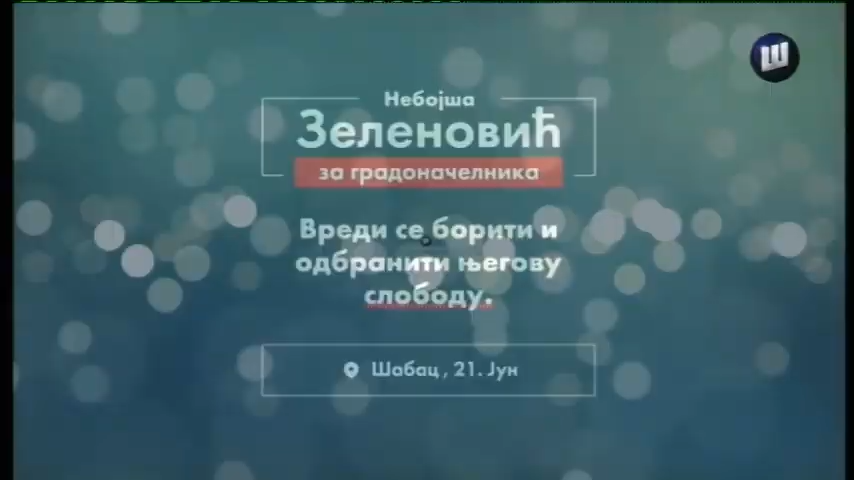 Ш
Небојша
Зеленовић
за градоначелника
Вреди се борити и
одбранити његову
слободу.
Шабац, 21. Јун